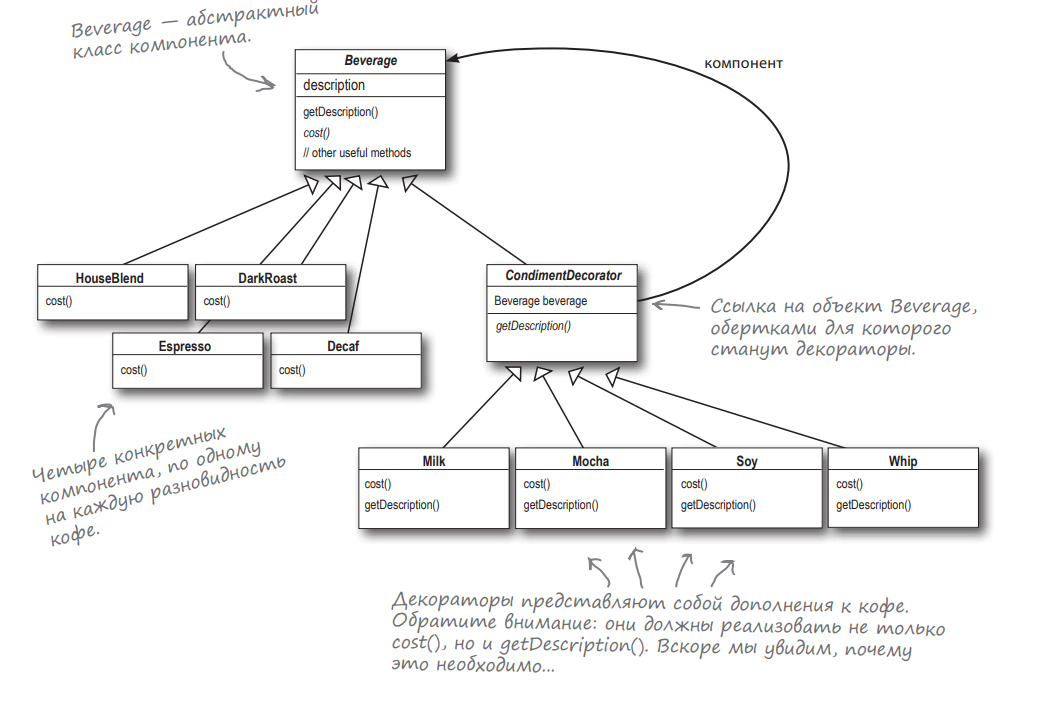 Beverage — абстрактный
класс компонента.
Beverage
description
getDescription()
cost()
// other useful methods
компонент
HouseBlend
cost()
DarkRoast
cost()
Espresso
cost()
Decaf
cost()
CondimentDecorator
Beverage beverage
getDescription()
Ссылка на объект Beverage,
обертками для которого
станут декораторы.
Четыре конкретных
компонента, по одному
на каждую разновидность
кофе.
Milk
cost()
getDescription()
Mocha
cost()
getDescription()
Soy
cost()
getDescription()
Whip
cost()
getDescription()
Декораторы представляют собой дополнения к кофе.
Обратите внимание: они должны реализовать не только
cost(), но и getDescription(). Вскоре мы увидим, почему
это необходимо...